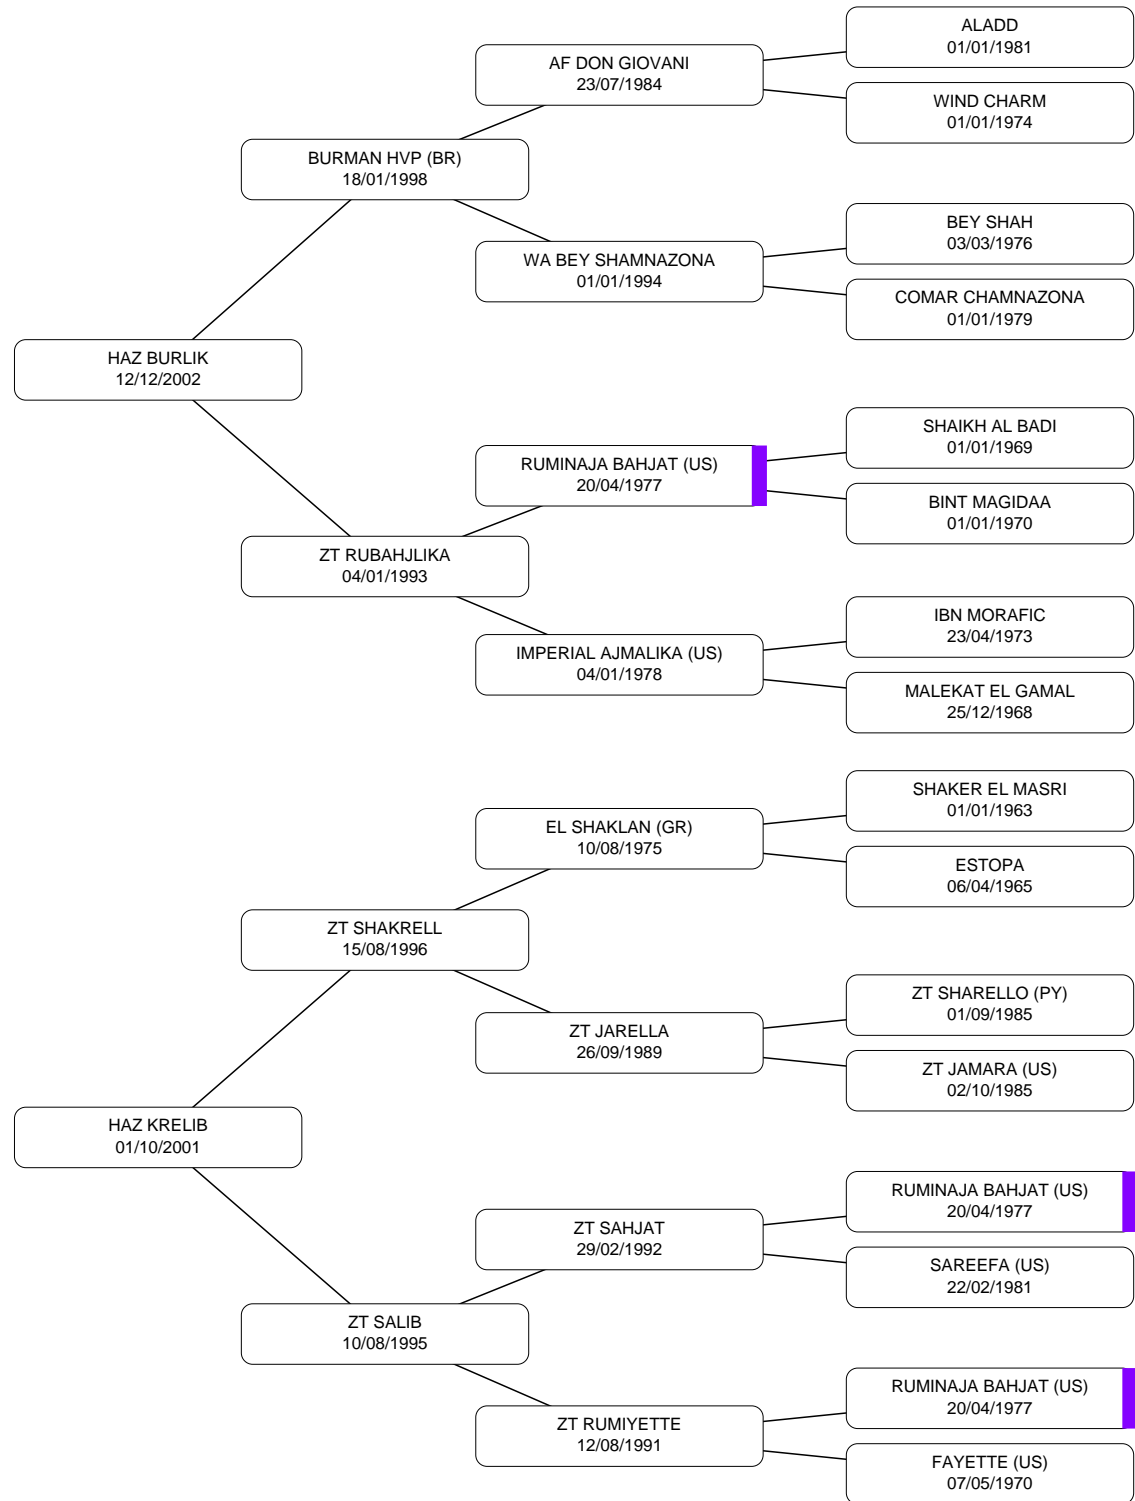 ALADD
01/01/1981
AF DON GIOVANI
23/07/1984
WIND CHARM
01/01/1974
BURMAN HVP (BR)
18/01/1998
BEY SHAH
03/03/1976
WA BEY SHAMNAZONA
01/01/1994
COMAR CHAMNAZONA
01/01/1979
HAZ BURLIK
12/12/2002
SHAIKH AL BADI
01/01/1969
RUMINAJA BAHJAT (US)
20/04/1977
BINT MAGIDAA
01/01/1970
ZT RUBAHJLIKA
04/01/1993
IBN MORAFIC
23/04/1973
IMPERIAL AJMALIKA (US)
04/01/1978
MALEKAT EL GAMAL
25/12/1968
SHAKER EL MASRI
01/01/1963
EL SHAKLAN (GR)
10/08/1975
ESTOPA
06/04/1965
ZT SHAKRELL
15/08/1996
ZT SHARELLO (PY)
01/09/1985
ZT JARELLA
26/09/1989
ZT JAMARA (US)
02/10/1985
HAZ KRELIB
01/10/2001
RUMINAJA BAHJAT (US)
20/04/1977
ZT SAHJAT
29/02/1992
SAREEFA (US)
22/02/1981
ZT SALIB
10/08/1995
RUMINAJA BAHJAT (US)
20/04/1977
ZT RUMIYETTE
12/08/1991
FAYETTE (US)
07/05/1970